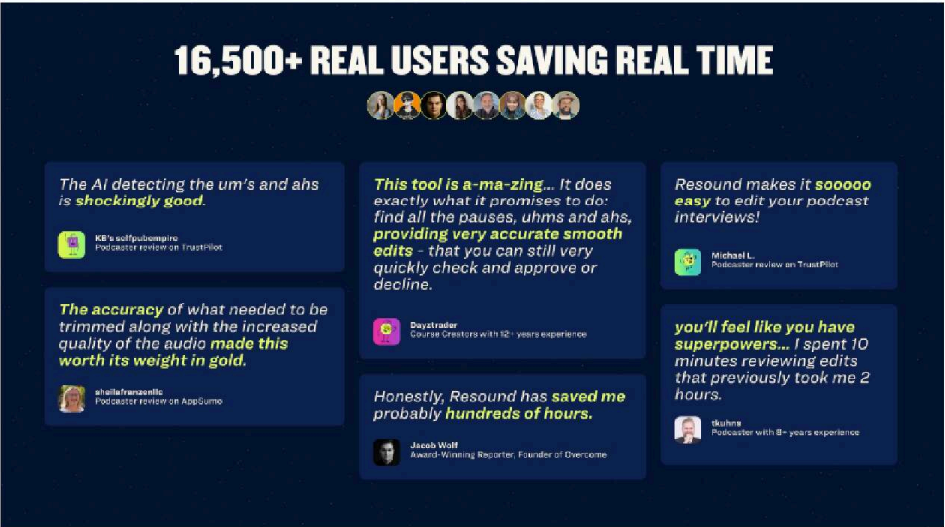 16,500+ REAL USERS SAVING REAL TIME
The AI detecting the um's and ahs
is shockingly good.
KB's selfpubempire
Podcaster review on TrustPilot
The accuracy of what needed to be
trimmed along with the increased
quality of the audio made this
worth its weight in gold.
sheilafranzenllc
Podcaster review on AppSumo
This tool is a-ma-zing... It does
exactly what it promises to do:
find all the pauses, uhms and ahs,
providing very accurate smooth
edits - that you can still very
quickly check and approve or
decline.
Dayztrader
Course Creators with 12+ years experience
Honestly, Resound has saved me
probably hundreds of hours.
Jacob Wolf
Award-Winning Reporter, Founder of Overcome
Resound makes it sooooo
easy to edit your podcast
interviews!
Michael L.
Podcaster review on TrustPilot
you'll feel like you have
superpowers... I spent 10
minutes reviewing edits
that previously took me 2
hours.
tkuhns
Podcaster with 8+ years experience